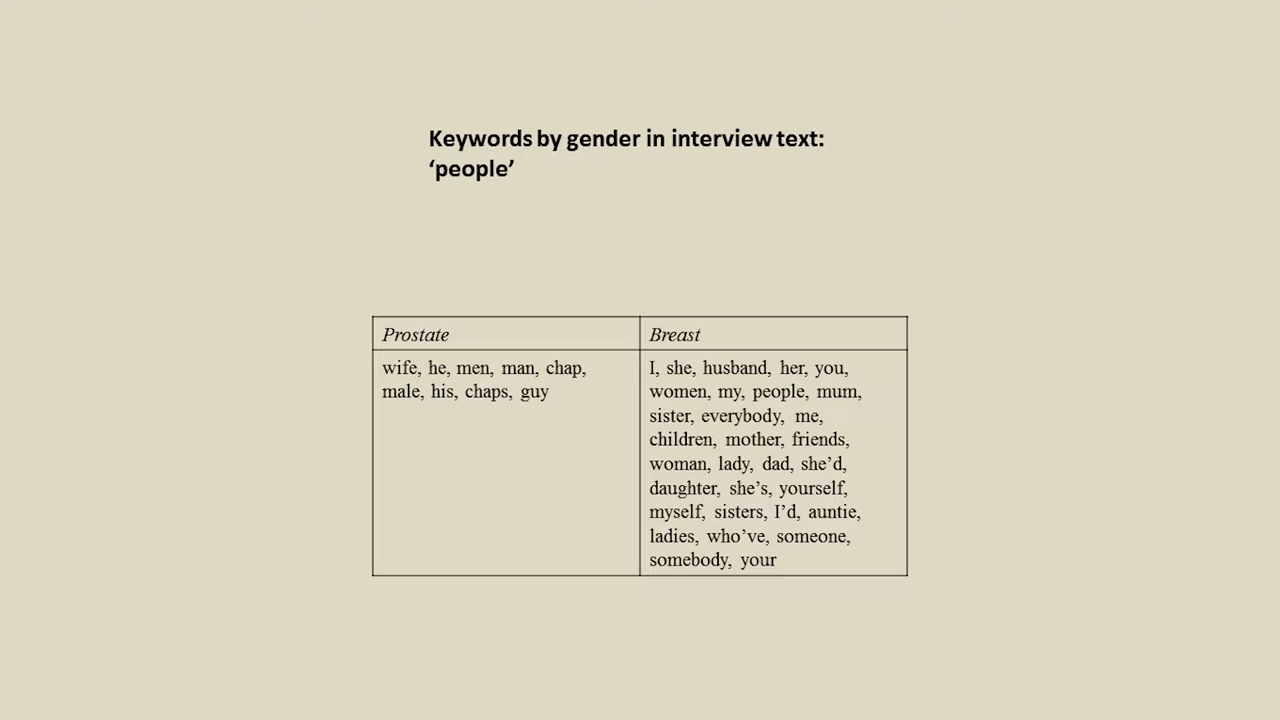 Keywords by gender in interview text:
‘people’
Prostate
wife, he, men, man, chap,
male, his, chaps, guy
Breast
I, she, husband, her, you,
women, my, people, mum,
sister, everybody, me,
children, mother, friends,
woman, lady, dad, she’d,
daughter, she’s, yourself,
myself, sisters, I’d, auntie,
ladies, who’ve, someone,
somebody, your